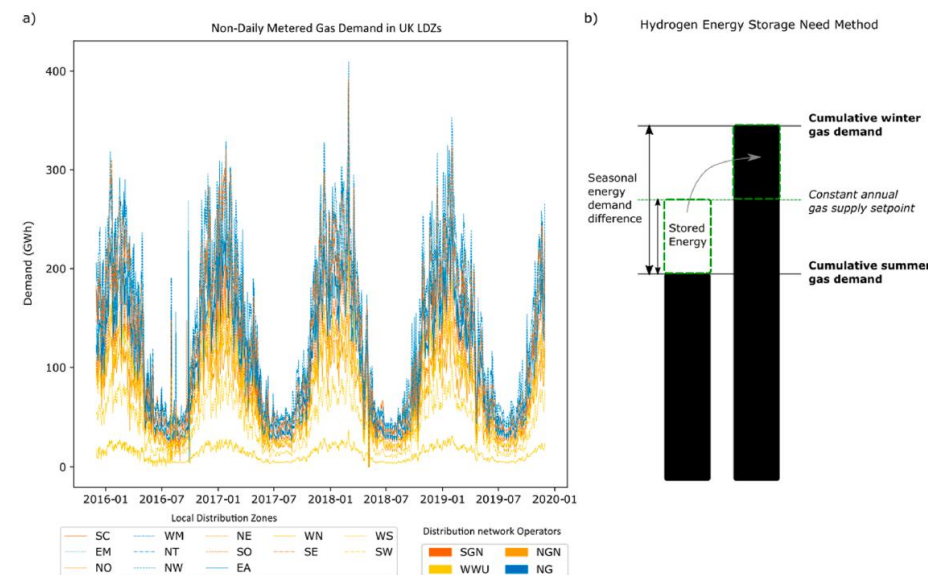 a)
Non-Daily Metered Gas Demand in UK LDZs
Demand (GWh)
400
300
200
100
0
2016-01 2016-07 2017-01 2017-07 2018-01 2018-07 2019-01 2019-07 2020-01
Local Distribution Zones
SC WM NE WN WS
EM NT SO SE SW
NO NW EA
Distribution network Operators
SGN NGN
WWU NG
b)
Hydrogen Energy Storage Need Method
Cumulative winter
gas demand
Seasonal
energy
demand
difference
Stored
Energy
Constant annual
gas supply setpoint
Cumulative summer
gas demand